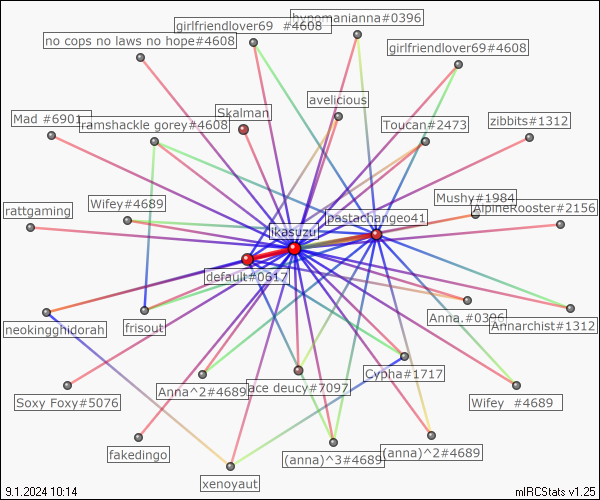 hypomanianna#0396
girlfriendlover69 #4608
no cops no laws no hope#4608
girlfriendlover69#4608
avelicious
Skalman
Mad #6901
ramshackle gorey#4608
Toucan#2473
zibbits#1312
Mushy#1984
Wifey#4689
rattgaming
AlpineRooster#2156
pastachangeo41
ikasuzu
default#0617
neokingghidorah
frisout
Anna.#0396
Annarchist#1312
Cypha#1717
Soxy Foxy#5076
Anna^2#4689
ace deucy#7097
Wifey #4689
fakedingo
(anna)^3#4689
(anna)^2#4689
xenoyaut
9.1.2024 10:14
mIRCStats v1.25